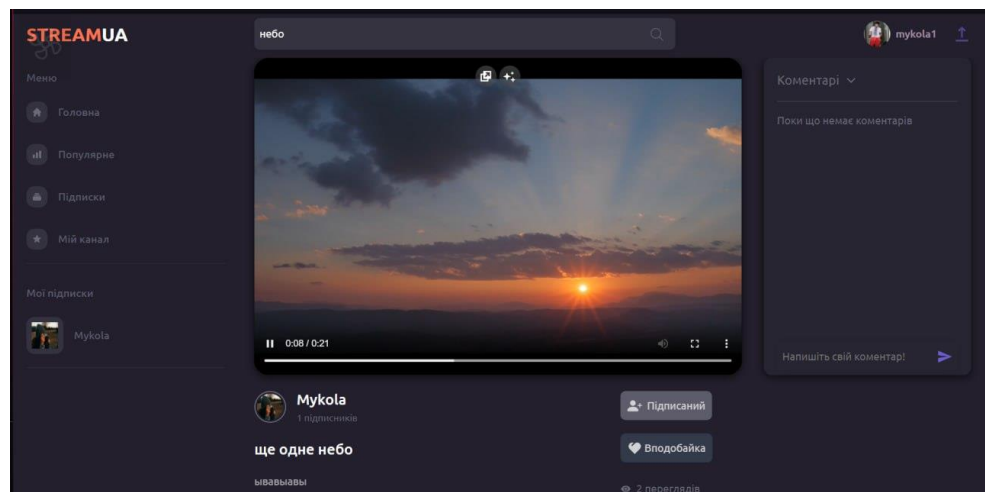 STREAMUA
небо
mykola1
Меню
Головна
Популярне
Підписки
Мій канал
Мої підписки
Mykola
0:08 / 0:21
Коментарі
Поки що немає коментарів
Напишіть свій коментар!
Mykola
1 підписників
Підписаний
ще одне небо
Вподобайка
ывавыавы
2 переглядів